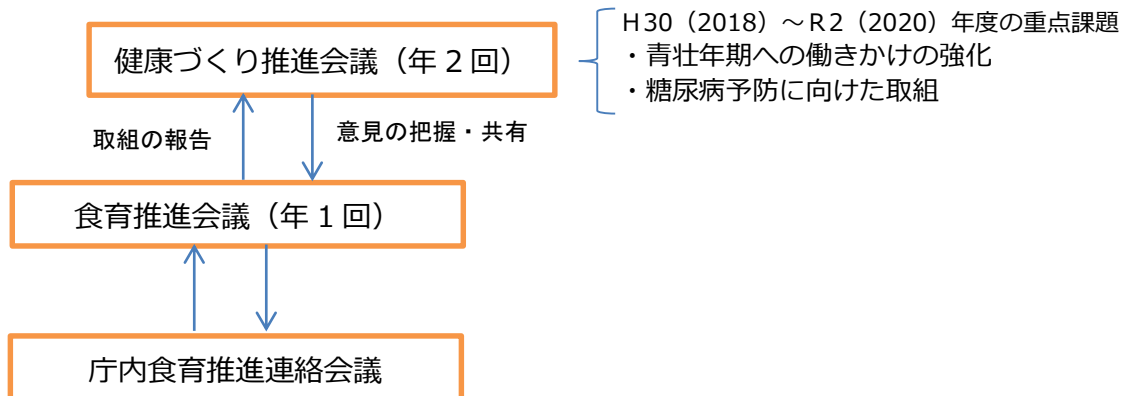 健康づくり推進会議（年２回）
Ｈ30（2018）～Ｒ2（2020）年度の重点課題
・青壮年期への働きかけの強化
・糖尿病予防に向けた取組
取組の報告
意見の把握・共有
食育推進会議（年１回）
庁内食育推進連絡会議